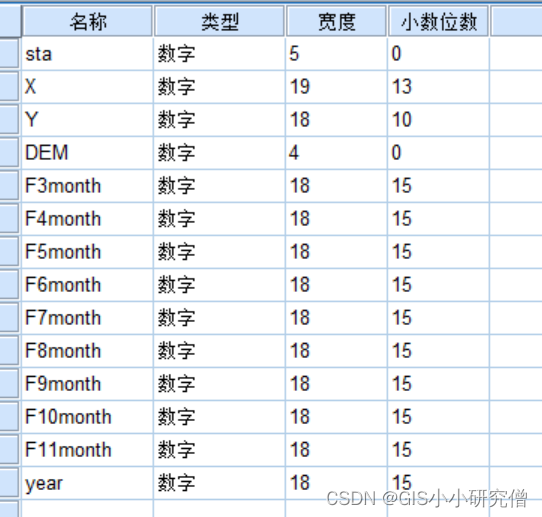 名称 类型 宽度 小数位数
sta 数字 5 0
X 数字 19 13
Y 数字 18 10
DEM 数字 4 0
F3month 数字 18 15
F4month 数字 18 15
F5month 数字 18 15
F6month 数字 18 15
F7month 数字 18 15
F8month 数字 18 15
F9month 数字 18 15
F10month 数字 18 15
F11month 数字 18 15
year 数字 18 15
CSDN @GIS小小研究僧